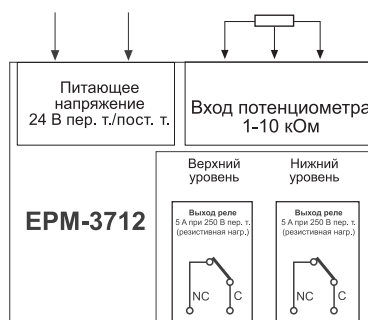 Питающее
напряжение
24 В пер. т./пост. т.
Вход потенциометра
1-10 кОм
Верхний
уровень
Нижний
уровень
EPM-3712
Выход реле
5 А при 250 В пер. т.
(резистивная нагр.)
NC
C
Выход реле
5 А при 250 В пер. т.
(резистивная нагр.)
NC
C